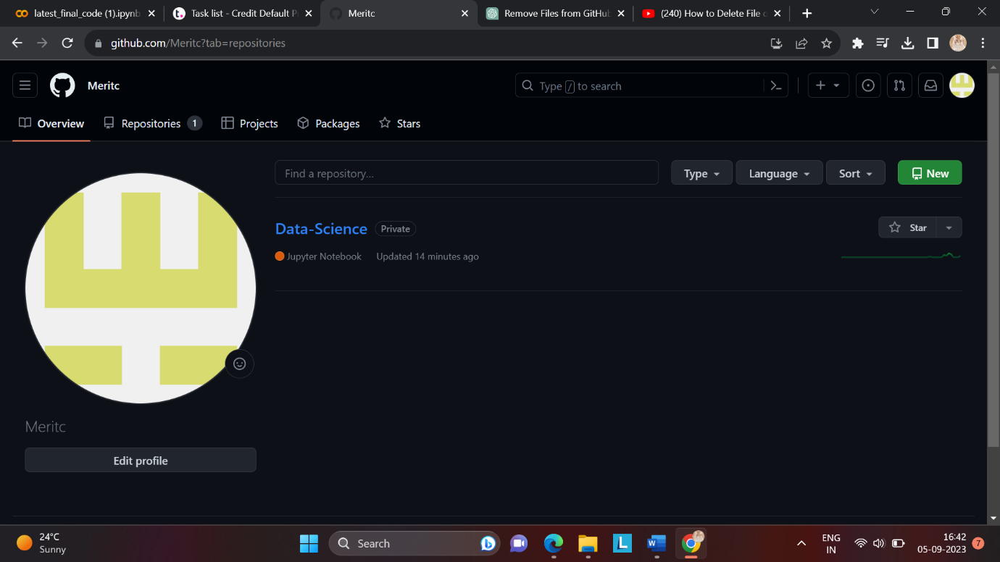 latest_final_code (1).ipynb
Task list - Credit Default P
Meritc
Remove Files from GitHub
(240) How to Delete File o
github.com/Meritc?tab=repositories
Meritc
Type / to search
Overview
Repositories 1
Projects
Packages
Stars
Find a repository...
Type
Language
Sort
New
Data-Science
Private
Star
Jupyter Notebook
Updated 14 minutes ago
Meritc
Edit profile
24°C
Sunny
Search
ENG
IN
16:42
05-09-2023
7